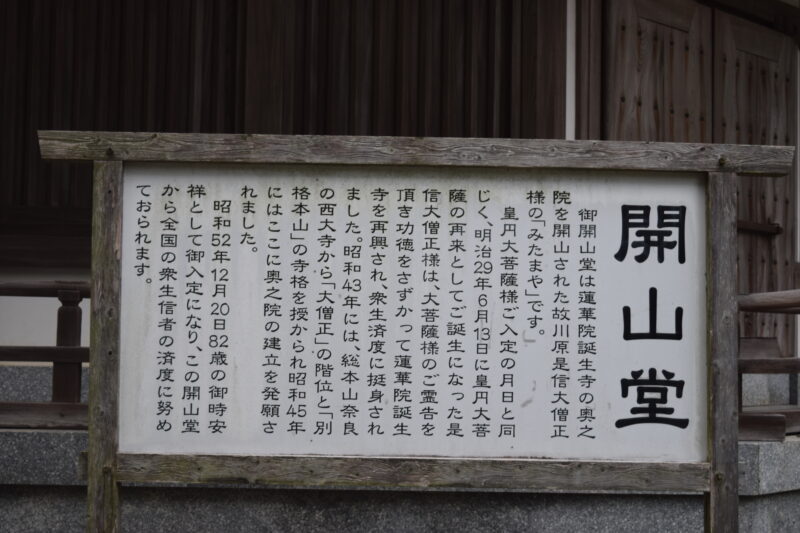 開山堂
御開山堂は蓮華院誕生寺の奥之
院を開山された故川原是信大僧正
様の「みたまや」です。
皇円大菩薩様ご入定の月日と同
じく、明治29年6月13日に皇円大菩
薩の再来としてご誕生になった是
信大僧正様は、大菩薩様のご霊告を
頂き功徳をさずかって蓮華院誕生
寺を再興され、衆生済度に挺身され
ました。昭和43年には、総本山奈良
の西大寺から「大僧正」の階位と「別
格本山」の寺格を授かられ昭和45年
にはここに奥之院の建立を発願さ
れました。
昭和52年12月20日82歳の御時安
祥として御入定になり、この開山堂
から全国の衆生信者の済度に努め
ておられます。